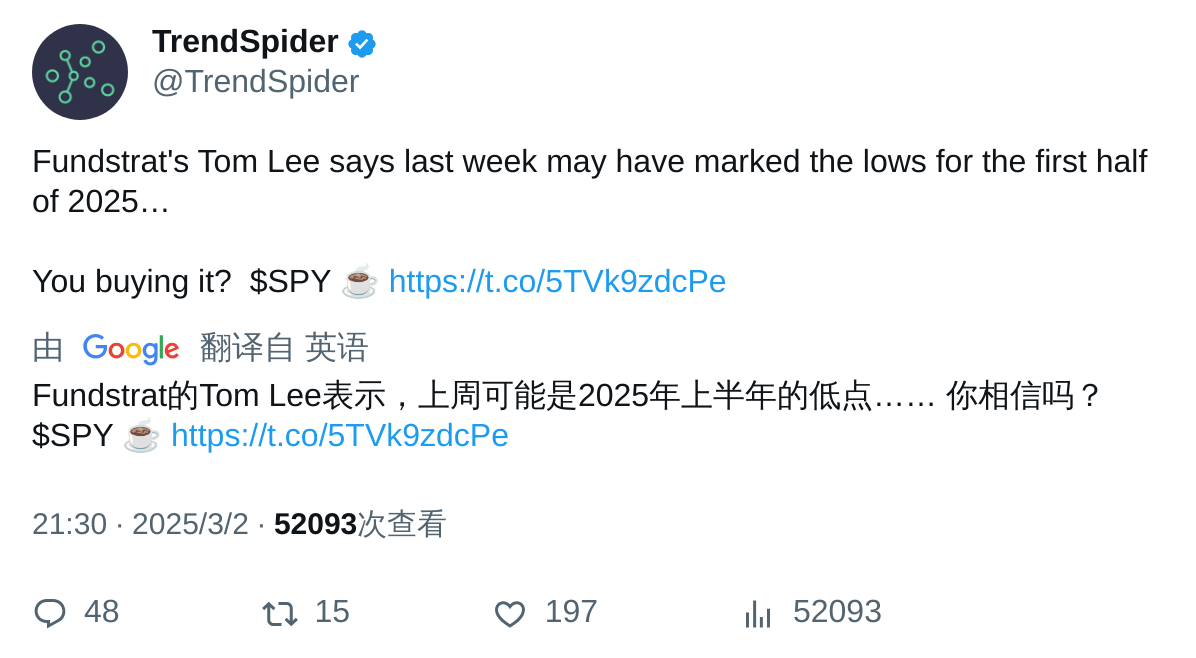 TrendSpider
@TrendSpider
Fundstrat's Tom Lee says last week may have marked the lows for the first half
of 2025…
You buying it?  $SPY ☕ https://t.co/5TVk9zdcPe
由 Google 翻译自 英语
Fundstrat的Tom Lee表示，上周可能是2025年上半年的低点…… 你相信吗？
$SPY ☕ https://t.co/5TVk9zdcPe
21:30 · 2025/3/2 · 52093次查看
48 15 197 52093